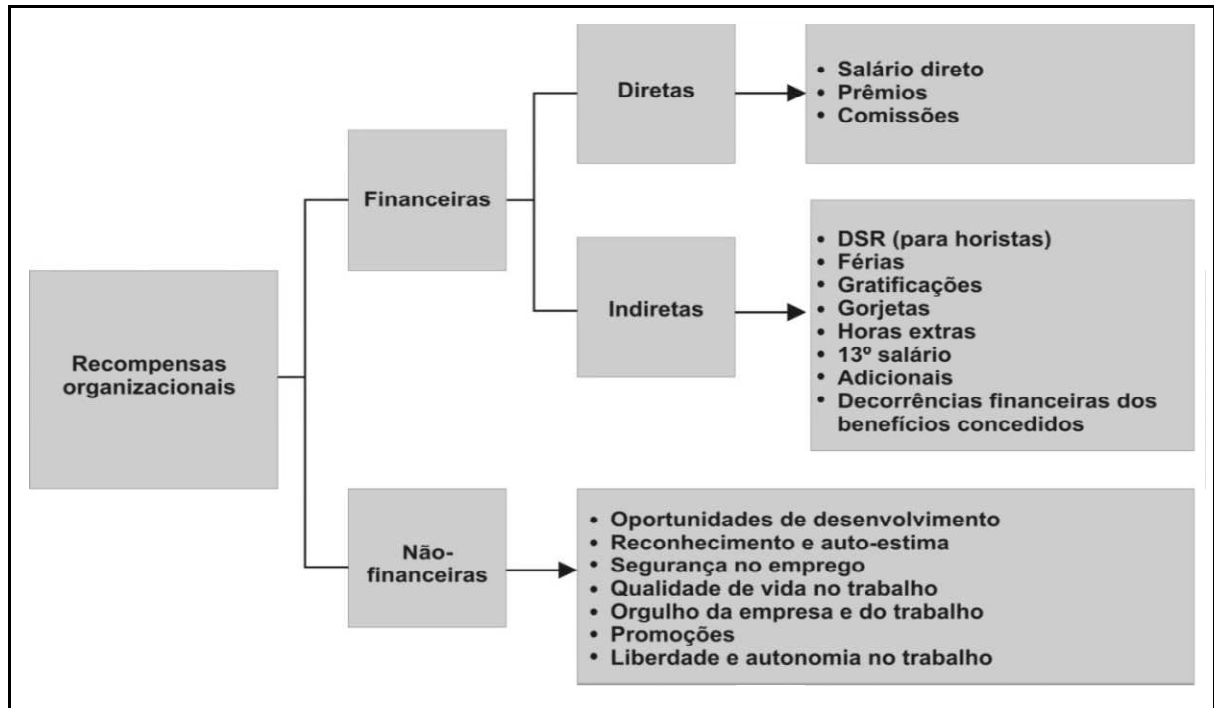 Recompensas
organizacionais
Financeiras
Diretas
• Salário direto
• Prêmios
• Comissões
Indiretas
• DSR (para horistas)
• Férias
• Gratificações
• Gorjetas
• Horas extras
• 13º salário
• Adicionais
• Decorrências financeiras dos
benefícios concedidos
Não-
financeiras
• Oportunidades de desenvolvimento
• Reconhecimento e auto-estima
• Segurança no emprego
• Qualidade de vida no trabalho
• Orgulho da empresa e do trabalho
• Promoções
• Liberdade e autonomia no trabalho